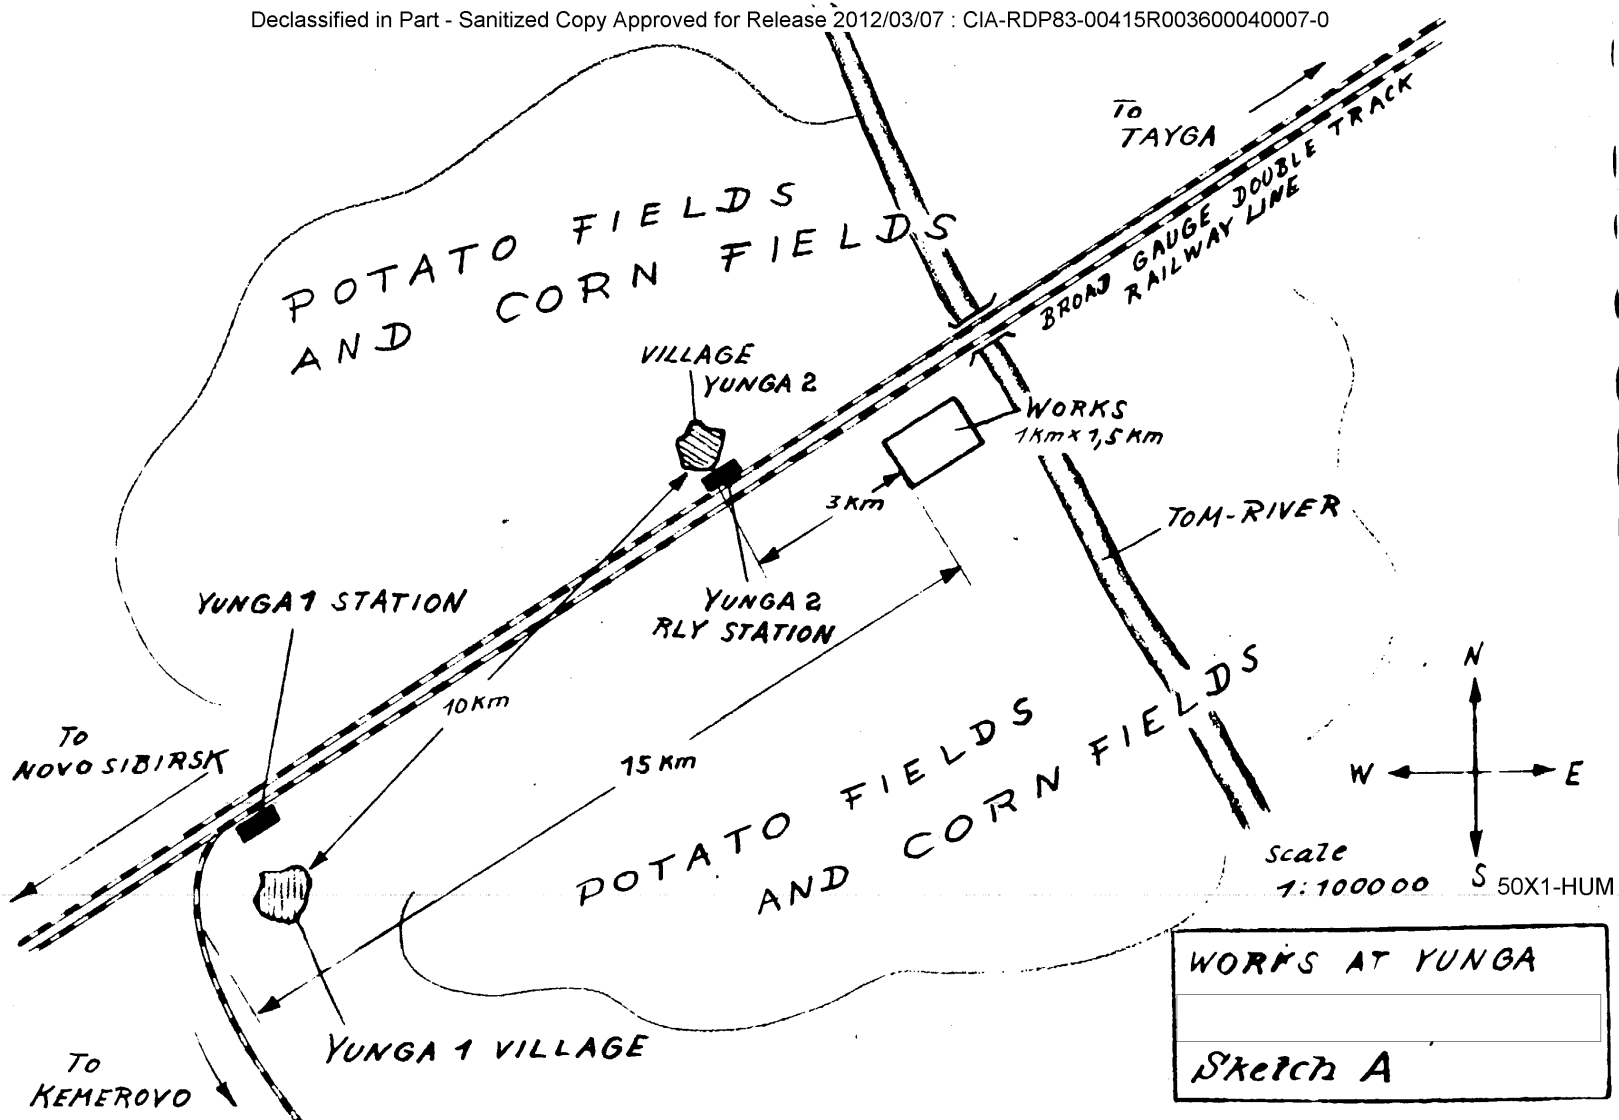 Declassified in Part - Sanitized Copy Approved for Release 2012/03/07 : CIA-RDP83-00415R003600040007-0
TO
TAYGA
BROAD GAUGE DOUBLE TRACK
RAILWAY LINE
POTATO FIELDS
AND CORN FIELDS
VILLAGE
YUNGA 2
WORKS
1km x 1,5 km
3 km
TOM-RIVER
YUNGA 1 STATION
YUNGA 2
RLY STATION
10 km
TO
NOVOSIBIRSK
15 km
POTATO FIELDS
AND CORN FIELDS
N
W E
S
scale
1:100000
50X1-HUM
YUNGA 1 VILLAGE
TO
KEMEROVO
WORKS AT YUNGA
Sketch A